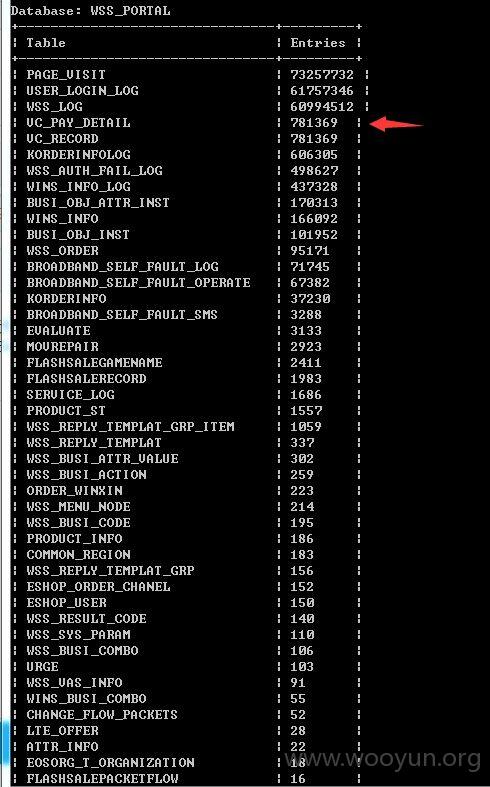 Database: WSS_PORTAL
Table Entries
PAGE_VISIT 73257732
USER_LOGIN_LOG 61757346
WSS_LOG 60994512
VC_PAY_DETAIL 781369
VC_RECORD 781369
KORDERINFOLOG 606305
WSS_AUTH_FAIL_LOG 498627
WINS_INFO_LOG 437328
BUSI_OBJ_ATTR_INST 170313
WINS_INFO 166092
BUSI_OBJ_INST 101952
WSS_ORDER 95171
BROADBAND_SELF_FAULT_LOG 71745
BROADBAND_SELF_FAULT_OPERATE 67382
KORDERINFO 37230
BROADBAND_SELF_FAULT_SMS 3288
EVALUATE 3133
MOVREPAIR 2923
FLASHSALEGAMENAME 2411
FLASHSALERECORD 1983
SERVICE_LOG 1686
PRODUCT_ST 1557
WSS_REPLY_TEMPLAT_GRP_ITEM 1059
WSS_REPLY_TEMPLAT 337
WSS_BUSI_ATTR_VALUE 302
WSS_BUSI_ACTION 259
ORDER_WINXIN 223
WSS_MENU_NODE 214
WSS_BUSI_CODE 195
PRODUCT_INFO 186
COMMON_REGION 183
WSS_REPLY_TEMPLAT_GRP 156
ESHOP_ORDER_CHANEL 152
ESHOP_USER 150
WSS_RESULT_CODE 140
WSS_SYS_PARAM 110
WSS_BUSI_COMBO 106
URGE 103
WSS_VAS_INFO 91
WINS_BUSI_COMBO 55
CHANGE_FLOW_PACKETS 52
LTE_OFFER 28
ATTR_INFO 22
EOSORG_T_ORGANIZATION 18
FLASHSALEPACKETFLOW 16
www.wooyun.org